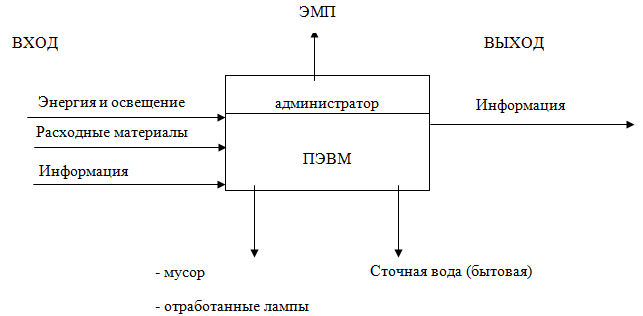 ЭМП
ВХОД
ВЫХОД
Энергия и освещение
администратор
Информация
Расходные материалы
ПЭВМ
Информация
- мусор
Сточная вода (бытовая)
- отработанные лампы